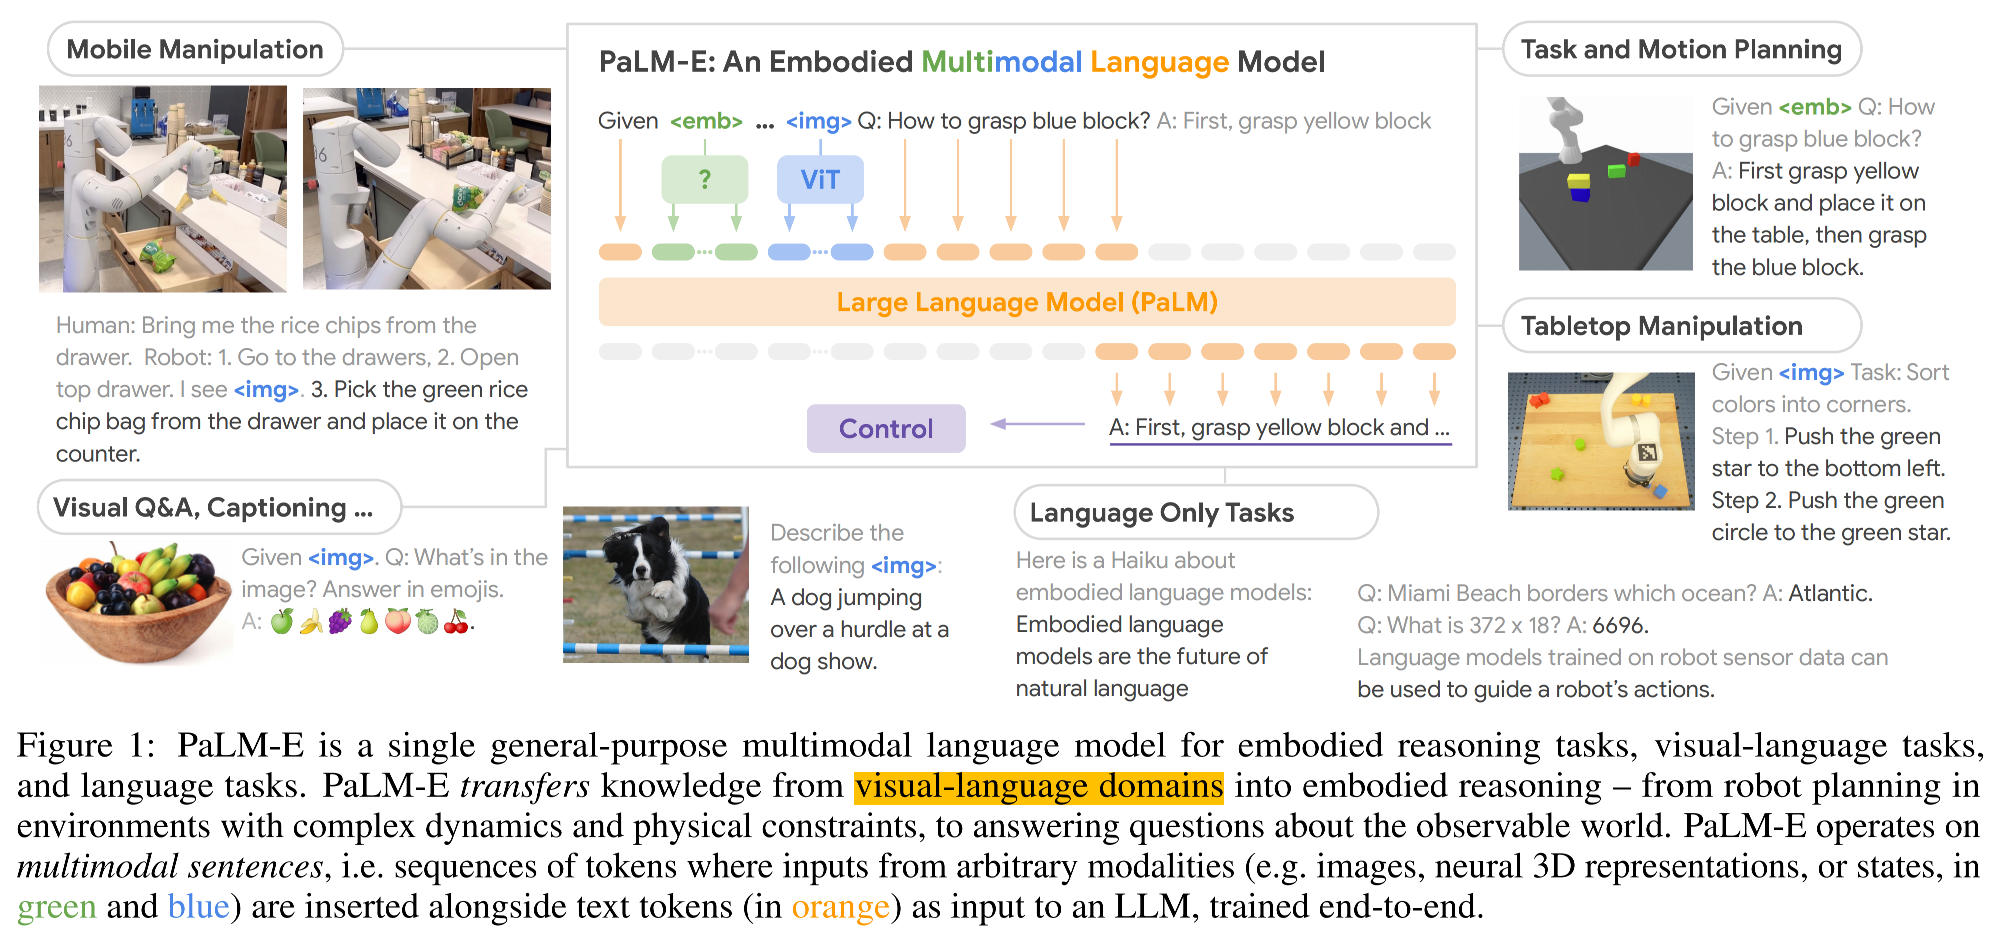 Mobile Manipulation
Human: Bring me the rice chips from the
drawer. Robot: 1. Go to the drawers, 2. Open
top drawer. I see <img>. 3. Pick the green rice
chip bag from the drawer and place it on the
counter.
Visual Q&A, Captioning ...
Given <img>. Q: What's in the
image? Answer in emojis.
A: 🍏🍌🍇🍐🍑🍈🍒.
PaLM-E: An Embodied Multimodal Language Model
Given <emb> ... <img> Q: How to grasp blue block? A: First, grasp yellow block
? ViT
Large Language Model (PaLM)
A: First, grasp yellow block and ...
Control
Describe the
following <img>:
A dog jumping
over a hurdle at a
dog show.
Language Only Tasks
Here is a Haiku about
embodied language models:
Embodied language
models are the future of
natural language
Q: Miami Beach borders which ocean? A: Atlantic.
Q: What is 372 x 18? A: 6696.
Language models trained on robot sensor data can
be used to guide a robot's actions.
Task and Motion Planning
Given <emb> Q: How
to grasp blue block?
A: First grasp yellow
block and place it on
the table, then grasp
the blue block.
Tabletop Manipulation
Given <img> Task: Sort
colors into corners.
Step 1. Push the green
star to the bottom left.
Step 2. Push the green
circle to the green star.
Figure 1: PaLM-E is a single general-purpose multimodal language model for embodied reasoning tasks, visual-language tasks,
and language tasks. PaLM-E transfers knowledge from visual-language domains into embodied reasoning – from robot planning in
environments with complex dynamics and physical constraints, to answering questions about the observable world. PaLM-E operates on
multimodal sentences, i.e. sequences of tokens where inputs from arbitrary modalities (e.g. images, neural 3D representations, or states, in
green and blue) are inserted alongside text tokens (in orange) as input to an LLM, trained end-to-end.